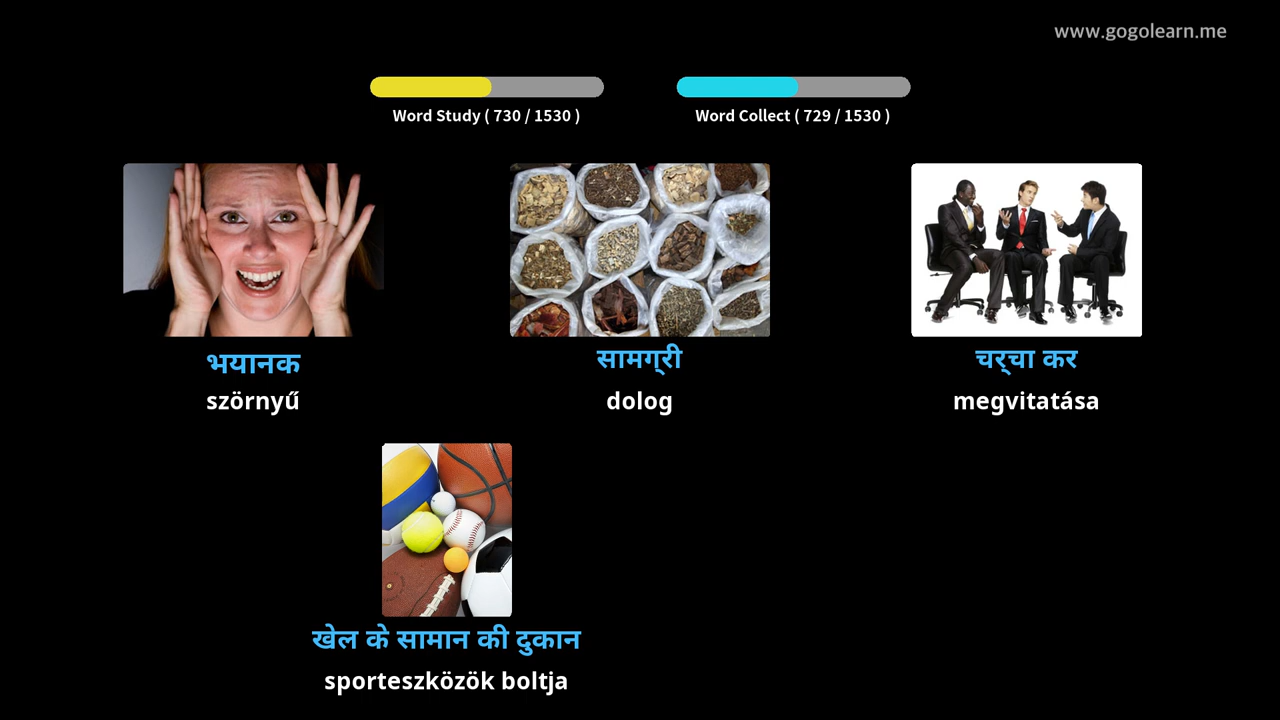 www.gogolearn.me
Word Study ( 730 / 1530 )
Word Collect ( 729 / 1530 )
भयानक
szörnyű
सामग्री
dolog
चर्चा कर
megvitatása
खेल के सामान की दुकान
sporteszközök boltja